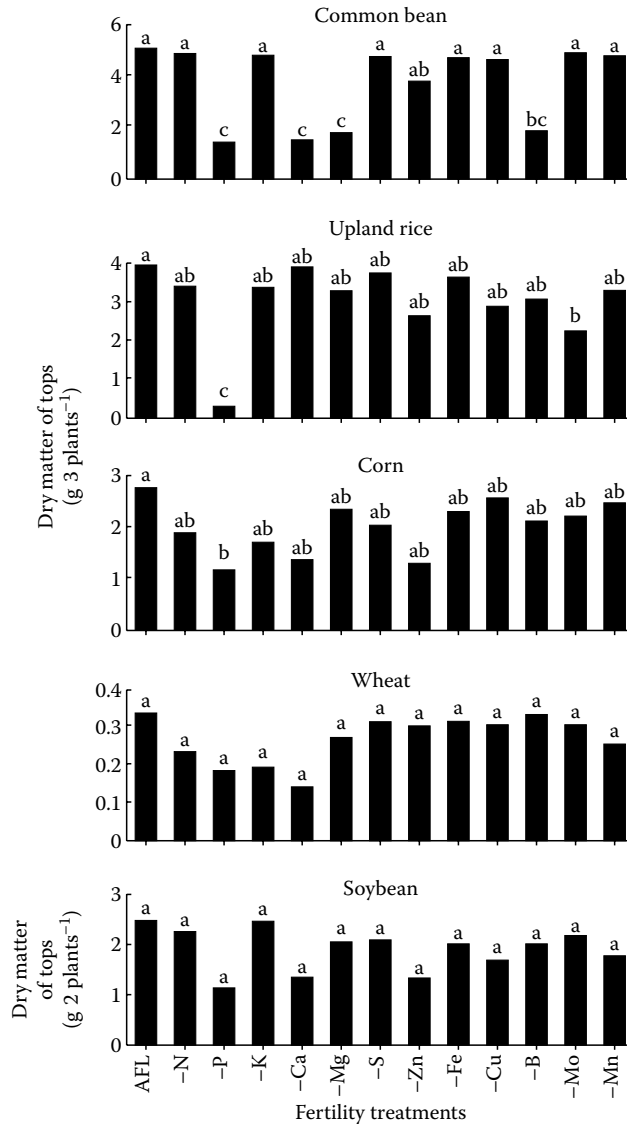 Common bean
6
4
2
0
a a c a c c a ab a a bc a a
Upland rice
4
3
2
1
0
a ab c ab ab ab ab ab ab ab ab b ab
Dry matter of tops
(g 3 plants⁻¹)
Corn
3
2
1
0
a ab b ab ab ab ab ab ab ab ab ab ab
Wheat
0.4
0.3
0.2
0.1
0
a a a a a a a a a a a a a
Soybean
3
2
1
0
a a a a a a a a a a a a a
Dry matter
of tops
(g 2 plants⁻¹)
AFL –N –P –K –Ca –Mg –S –Zn –Fe –Cu –B –Mo –Mn
Fertility treatments